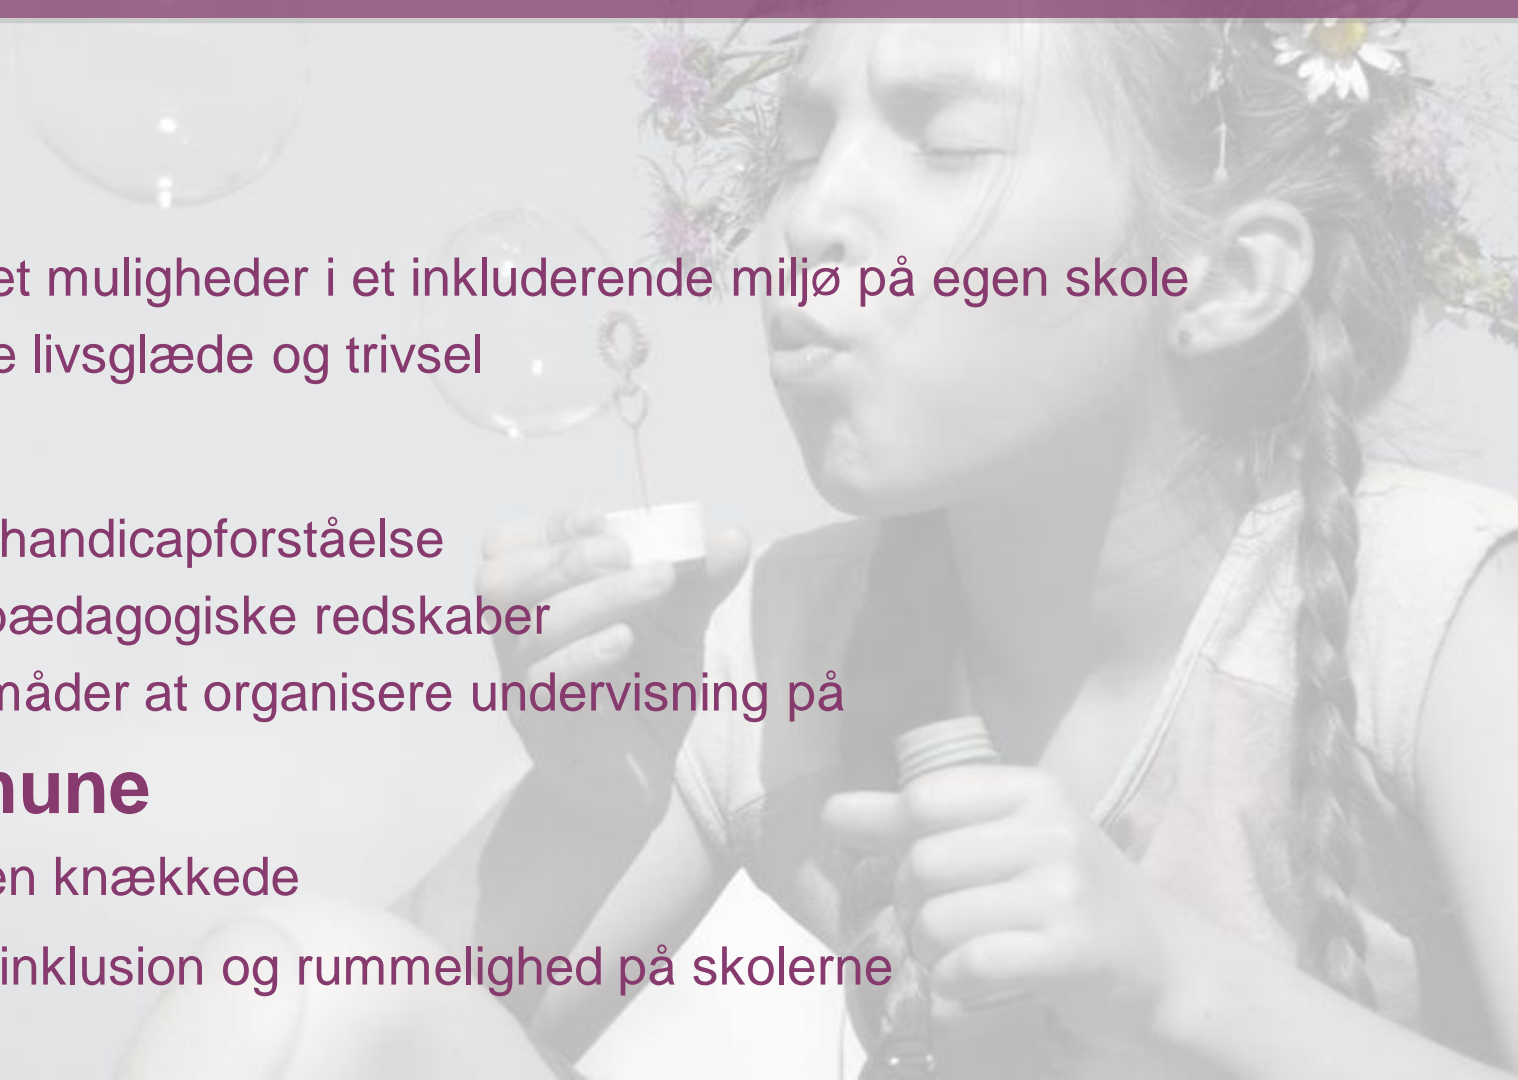 et muligheder i et inkluderende miljø på egen skole
livsglæde og trivsel
handicapforståelse
pædagogiske redskaber
måder at organisere undervisning på
en knækkede
inklusion og rummelighed på skolerne